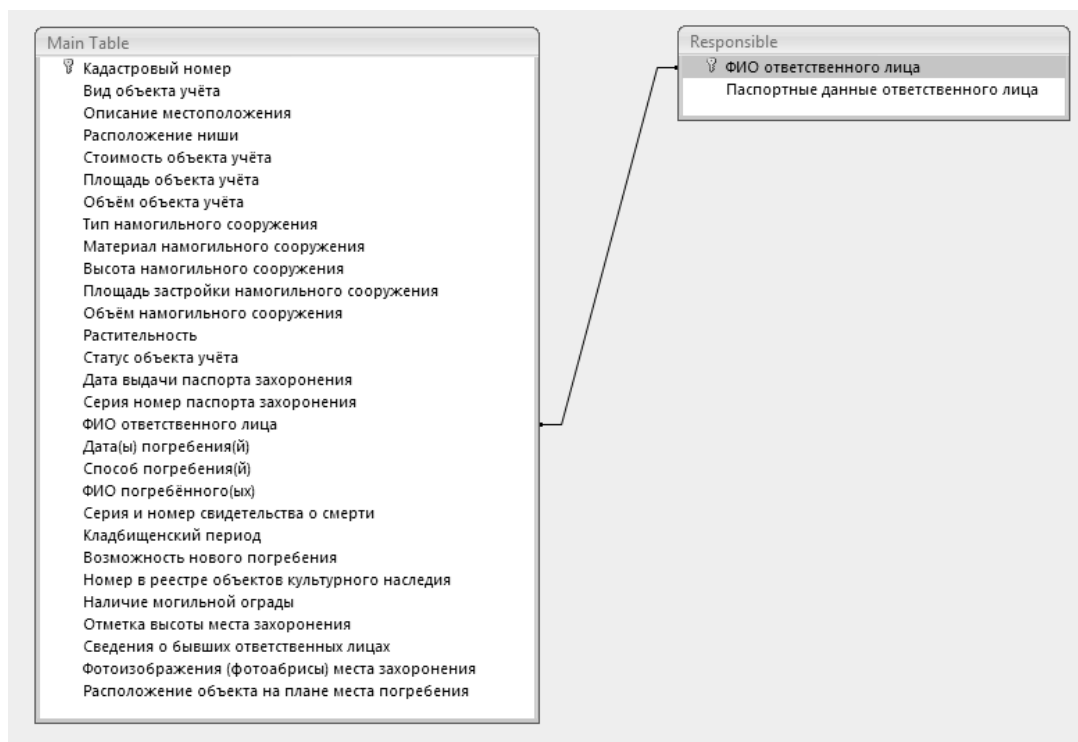 Main Table
Кадастровый номер
Вид объекта учёта
Описание местоположения
Расположение ниши
Стоимость объекта учёта
Площадь объекта учёта
Объём объекта учёта
Тип намогильного сооружения
Материал намогильного сооружения
Высота намогильного сооружения
Площадь застройки намогильного сооружения
Объём намогильного сооружения
Растительность
Статус объекта учёта
Дата выдачи паспорта захоронения
Серия номер паспорта захоронения
ФИО ответственного лица
Дата(ы) погребения(й)
Способ погребения(й)
ФИО погребённого(ых)
Серия и номер свидетельства о смерти
Кладбищенский период
Возможность нового погребения
Номер в реестре объектов культурного наследия
Наличие могильной ограды
Отметка высоты места захоронения
Сведения о бывших ответственных лицах
Фотоизображения (фотоабрисы) места захоронения
Расположение объекта на плане места погребения
Responsible
ФИО ответственного лица
Паспортные данные ответственного лица